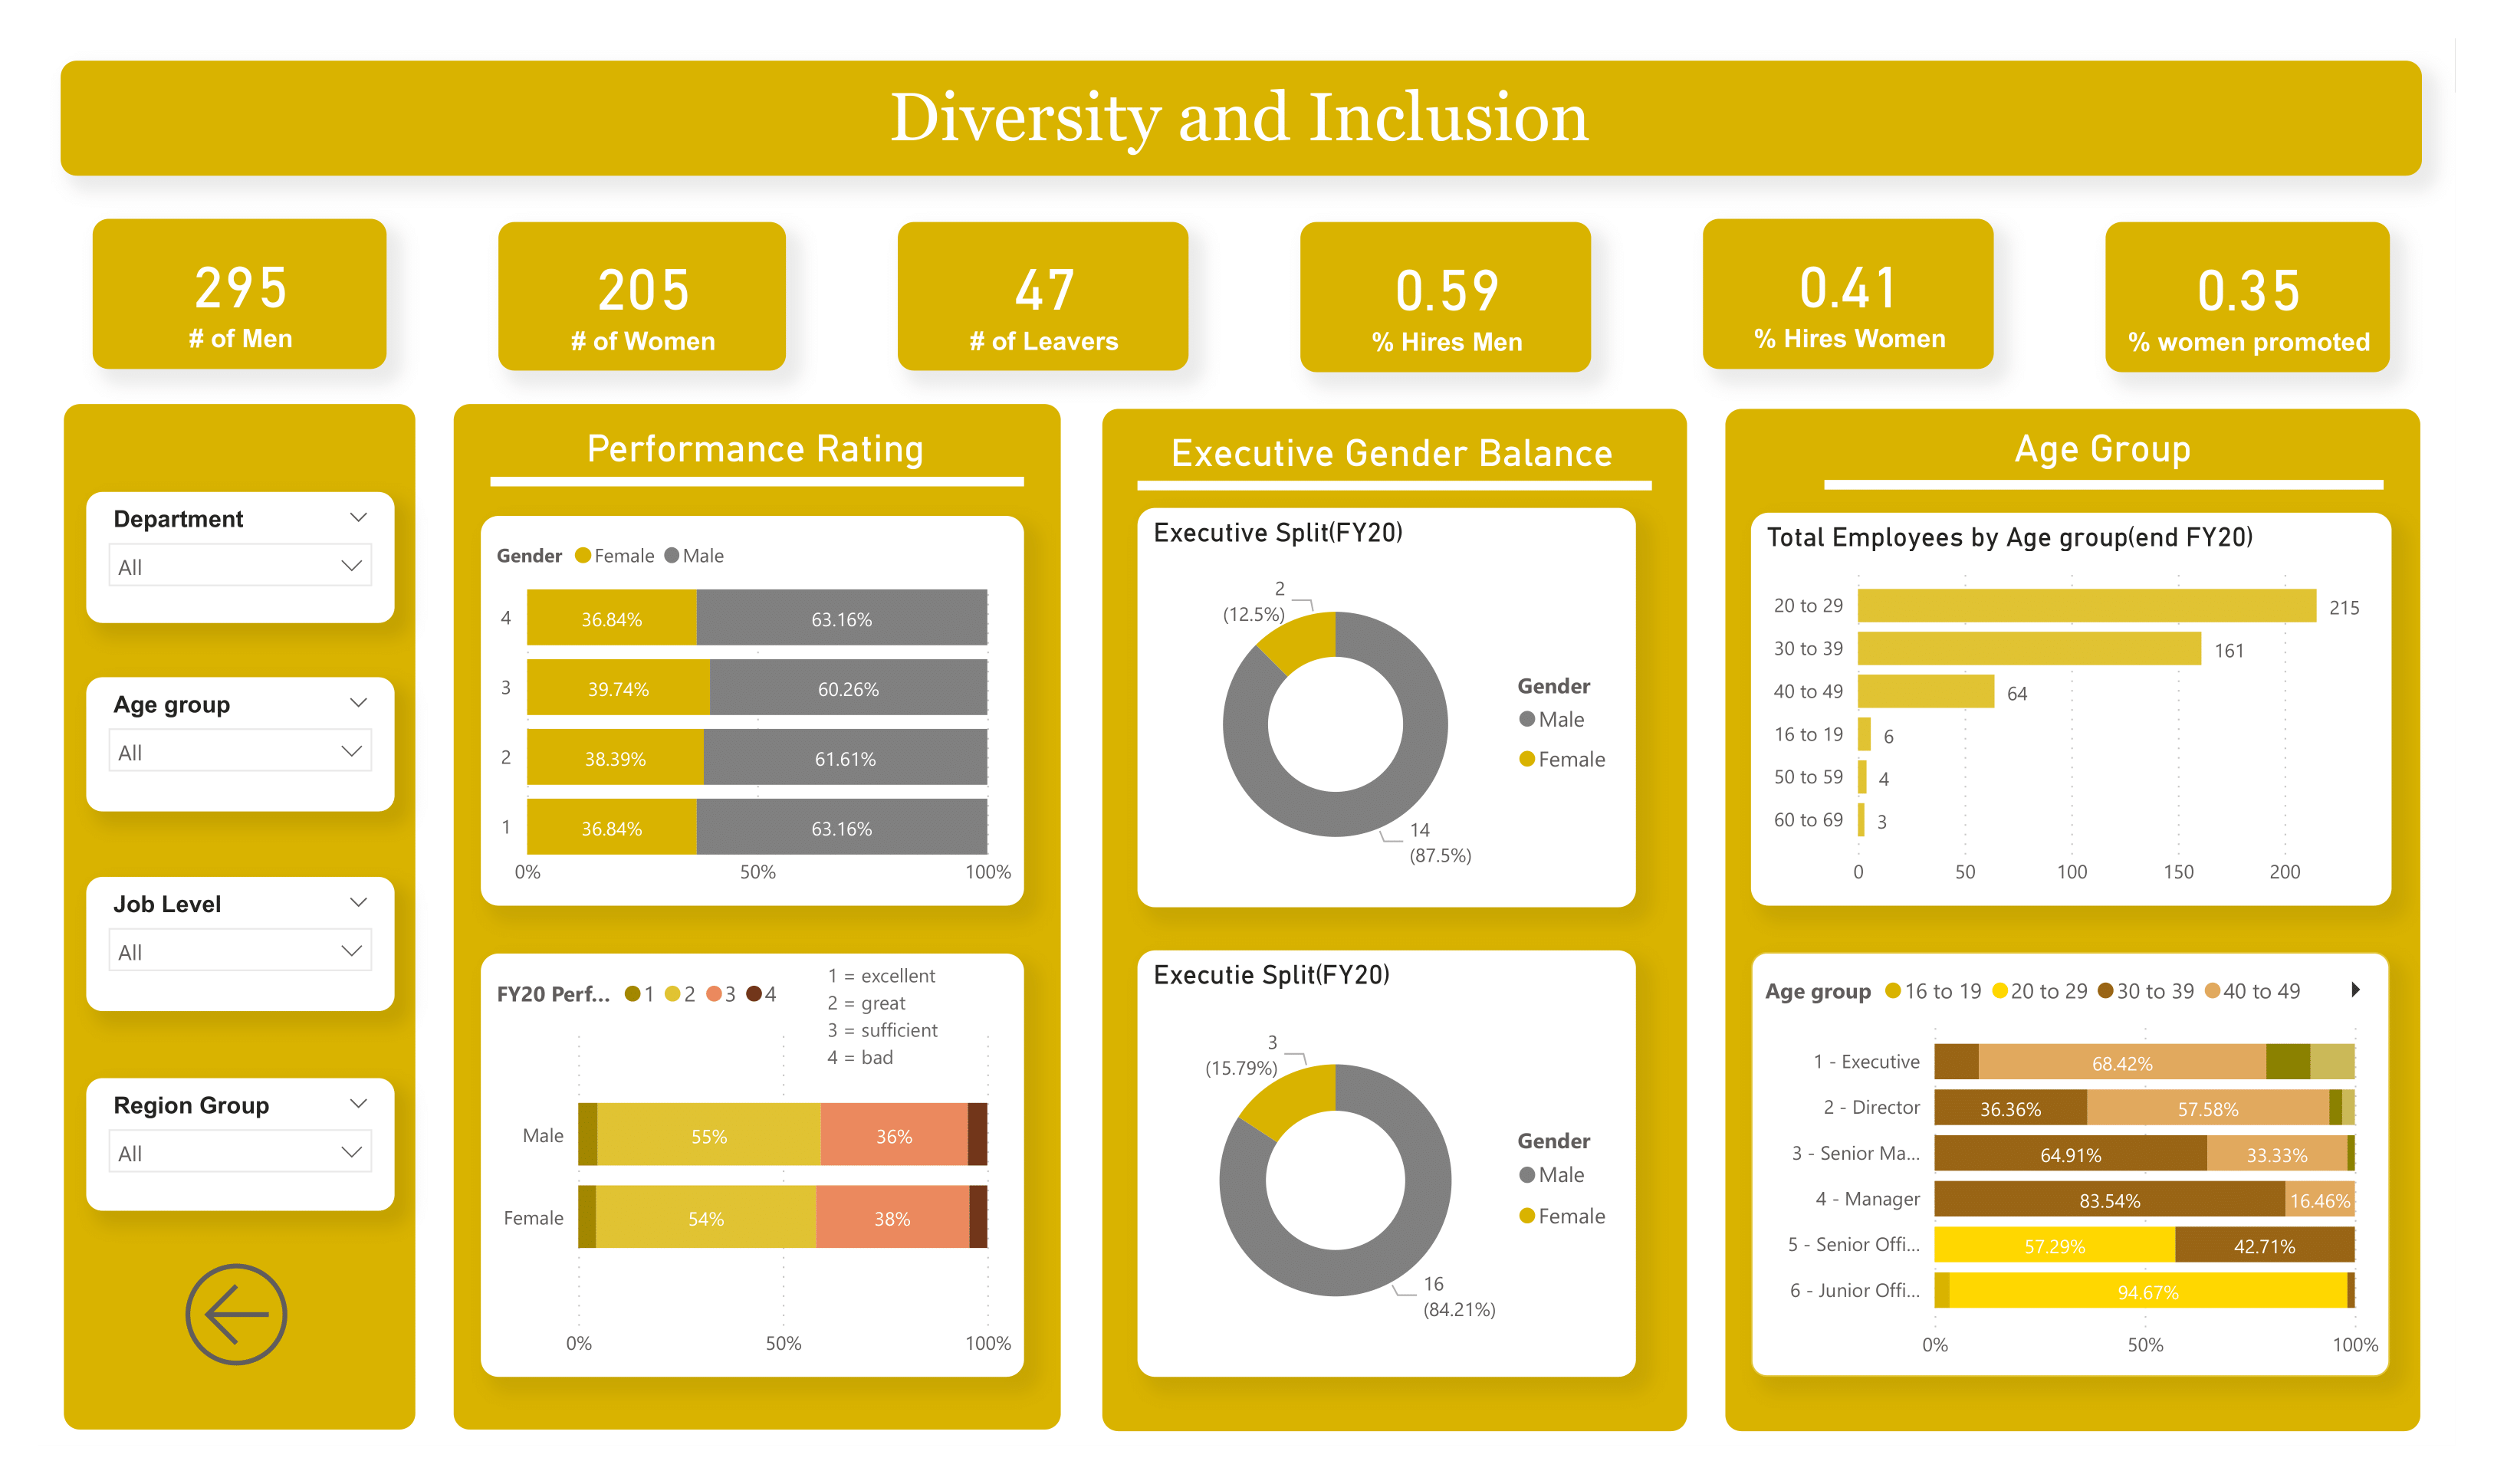 Diversity and Inclusion
295
# of Men
205
# of Women
47
# of Leavers
0.59
% Hires Men
0.41
% Hires Women
0.35
% women promoted
Department
All
Age group
All
Job Level
All
Region Group
All
Performance Rating
Gender Female Male
4 36.84% 63.16%
3 39.74% 60.26%
2 38.39% 61.61%
1 36.84% 63.16%
0% 50% 100%
FY20 Perf... 1 2 3 4
1 = excellent
2 = great
3 = sufficient
4 = bad
Male 55% 36%
Female 54% 38%
0% 50% 100%
Executive Gender Balance
Executive Split(FY20)
2
(12.5%)
Gender
Male
Female
14
(87.5%)
Executie Split(FY20)
3
(15.79%)
Gender
Male
Female
16
(84.21%)
Age Group
Total Employees by Age group(end FY20)
20 to 29 215
30 to 39 161
40 to 49 64
16 to 19 6
50 to 59 4
60 to 69 3
0 50 100 150 200
Age group 16 to 19 20 to 29 30 to 39 40 to 49
1 - Executive 68.42%
2 - Director 36.36% 57.58%
3 - Senior Ma... 64.91% 33.33%
4 - Manager 83.54% 16.46%
5 - Senior Offi... 57.29% 42.71%
6 - Junior Offi... 94.67%
0% 50% 100%